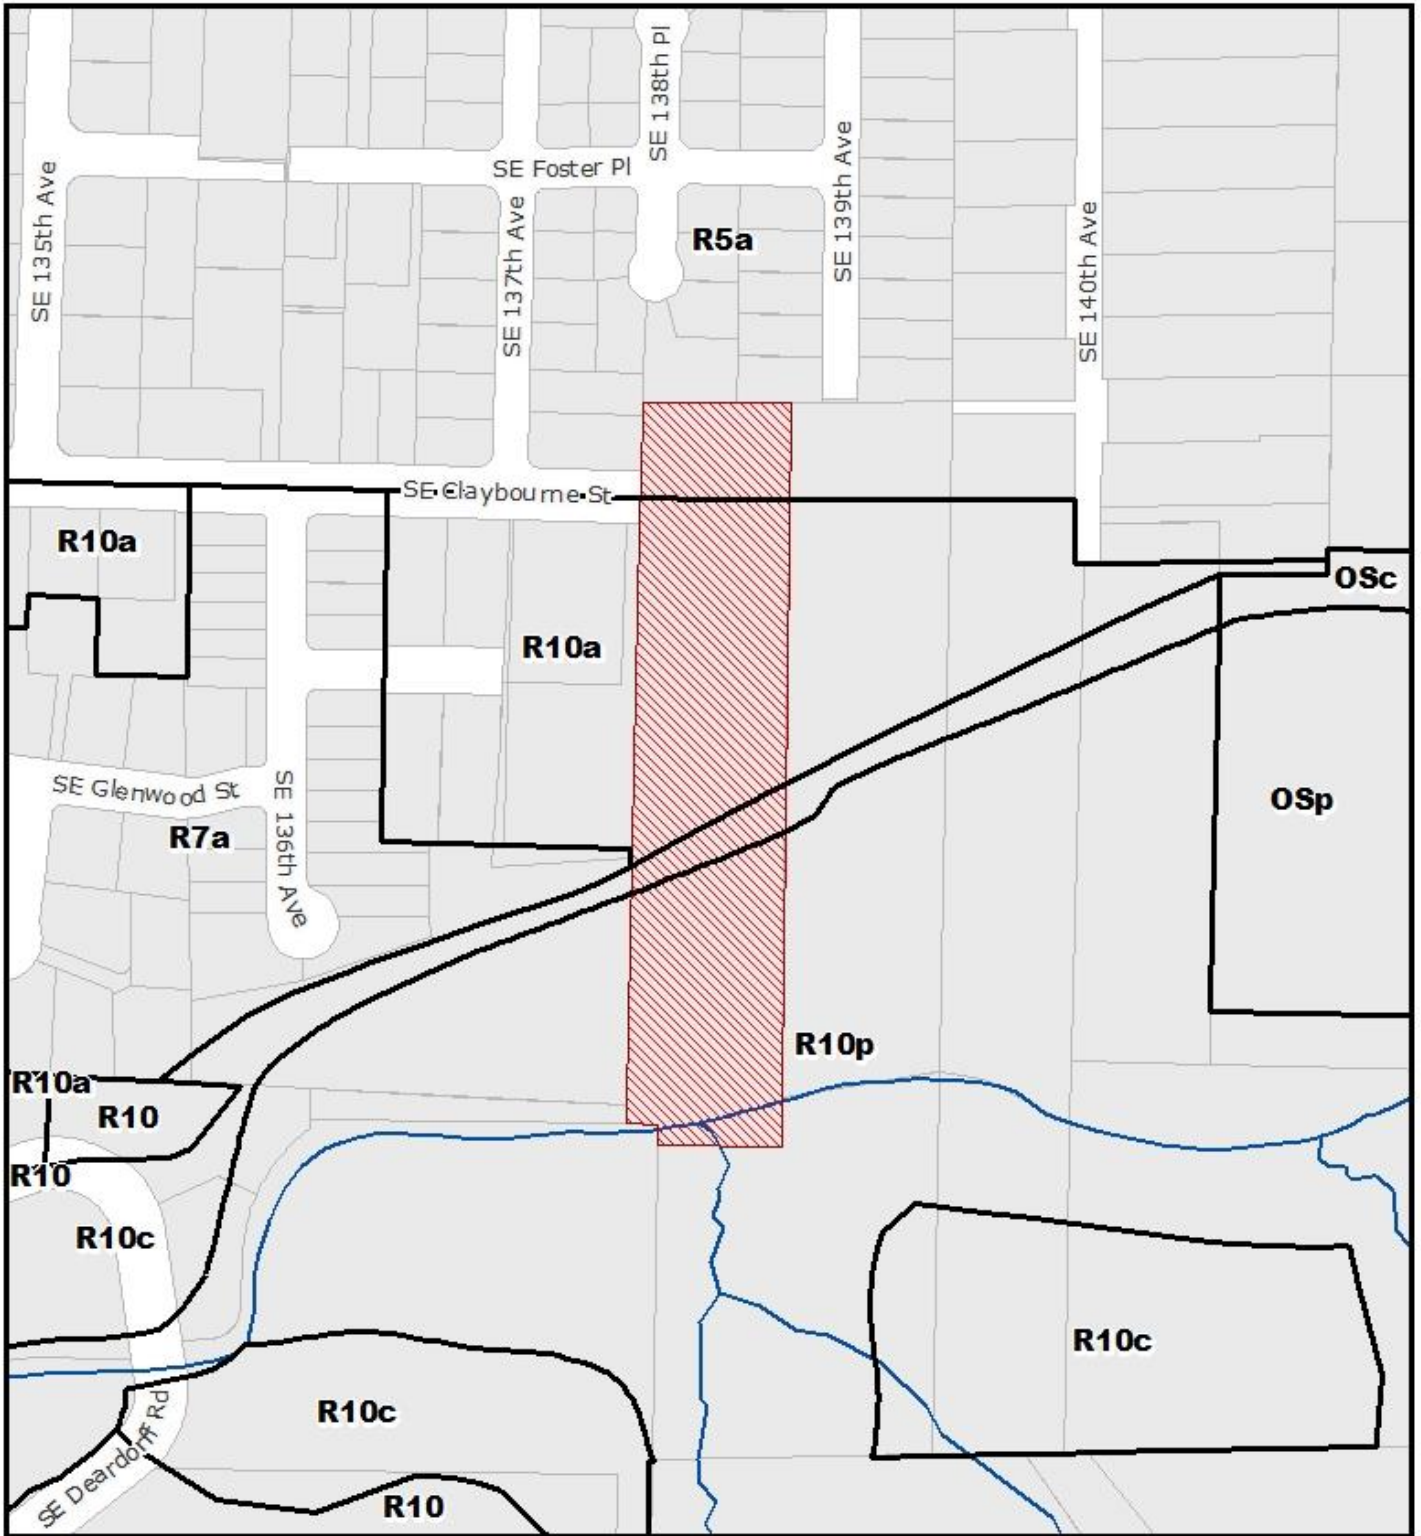 SE 138th Pl
SE Foster Pl
SE 135th Ave
SE 137th Ave
SE 139th Ave
R5a
SE 140th Ave
SE Claybourne St
R10a
OSc
R10a
SE Glenwood St
OSp
R7a
SE 136th Ave
R10p
R10a
R10
R10
R10c
R10c
R10c
SE Deardorff Rd
R10